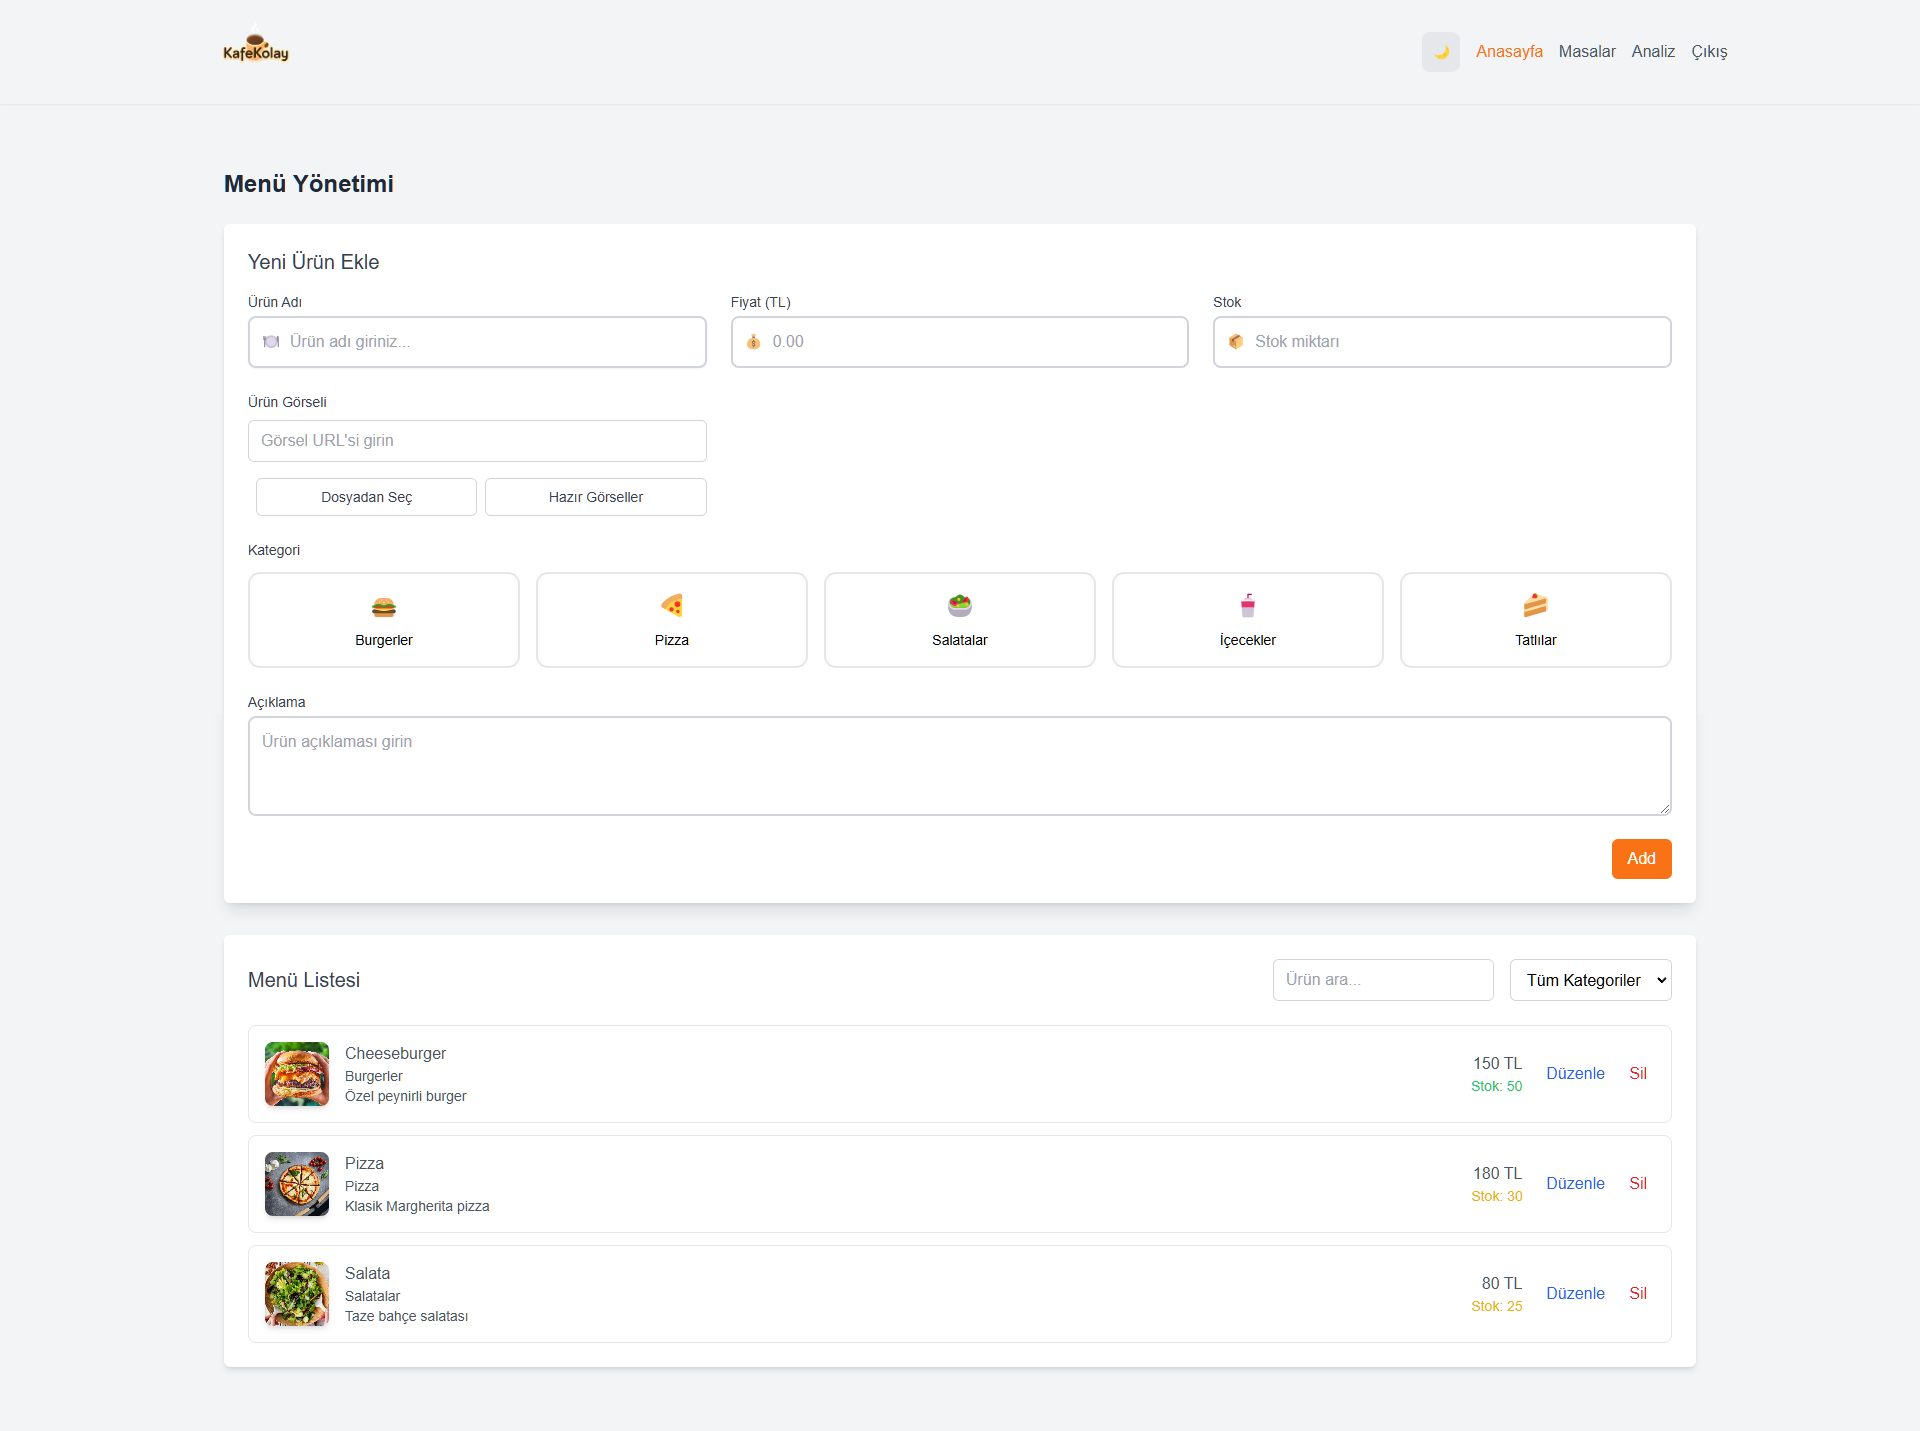 KafeKolay
Anasayfa Masalar Analiz Çıkış
Menü Yönetimi
Yeni Ürün Ekle
Ürün Adı Fiyat (TL) Stok
Ürün adı giriniz... 0.00 Stok miktarı
Ürün Görseli
Görsel URL'si girin
Dosyadan Seç Hazır Görseller
Kategori
Burgerler Pizza Salatalar İçecekler Tatlılar
Açıklama
Ürün açıklaması girin
Add
Menü Listesi Ürün ara... Tüm Kategoriler
Cheeseburger
Burgerler
Özel peynirli burger
150 TL
Stok: 50
Düzenle Sil
Pizza
Pizza
Klasik Margherita pizza
180 TL
Stok: 30
Düzenle Sil
Salata
Salatalar
Taze bahçe salatası
80 TL
Stok: 25
Düzenle Sil